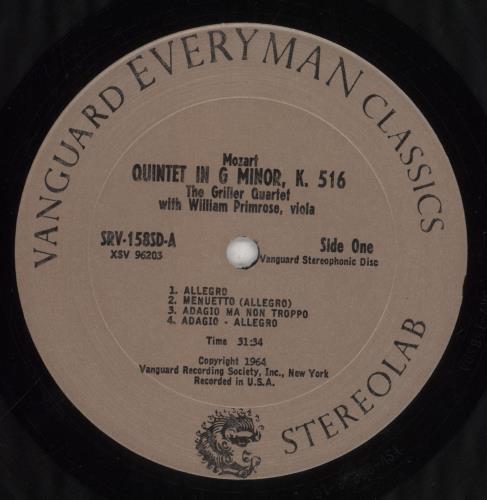 VANGUARD EVERYMAN CLASSICS
Mozart
QUINTET IN G MINOR, K. 516
The Griller Quartet
with William Primrose, viola
SRV-158SD-A
Side One
XSV 96203
Vanguard Stereophonic Disc
1. ALLEGRO
2. MENUETTO (ALLEGRO)
3. ADAGIO MA NON TROPPO
4. ADAGIO - ALLEGRO
Time 31:34
Copyright 1964
Vanguard Recording Society, Inc., New York
Recorded in U.S.A.
STEREOLAB